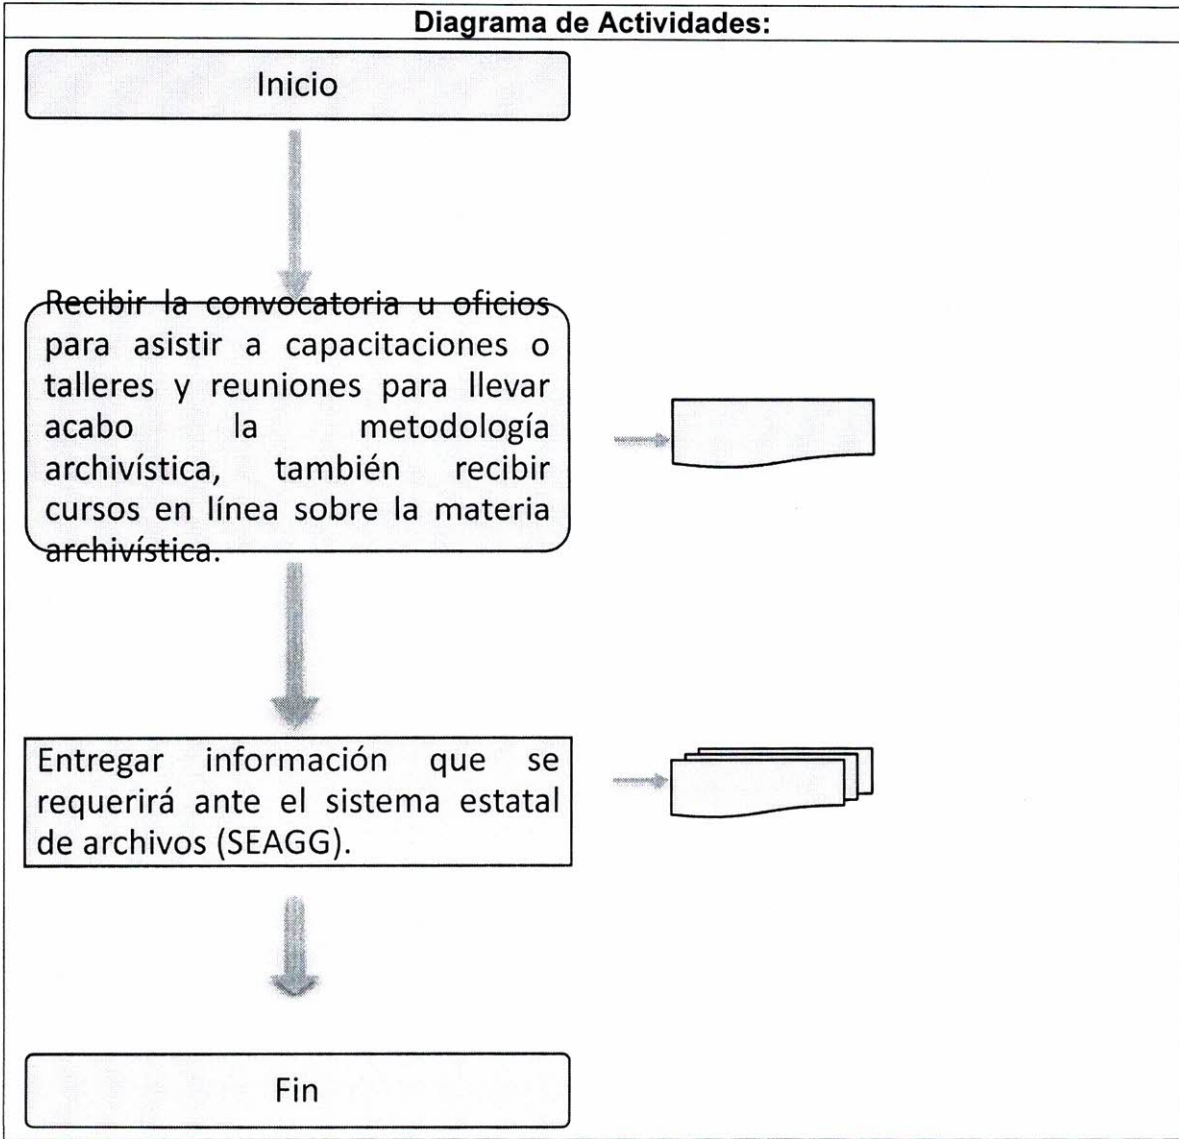 Diagrama de Actividades:
Inicio
Recibir la convocatoria u oficios
para asistir a capacitaciones o
talleres y reuniones para llevar
acabo la metodología
archivística, también recibir
cursos en línea sobre la materia
archivística.
Entregar información que se
requerirá ante el sistema estatal
de archivos (SEAGG).
Fin